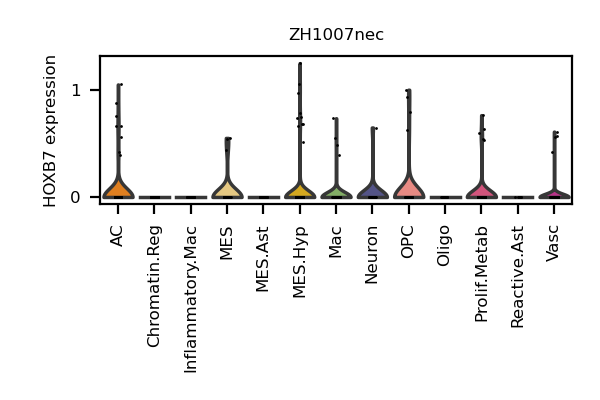 ZH1007nec
HOXB7 expression
1
0
AC
Chromatin.Reg
Inflammatory.Mac
MES
MES.Ast
MES.Hyp
Mac
Neuron
OPC
Oligo
Prolif.Metab
Reactive.Ast
Vasc